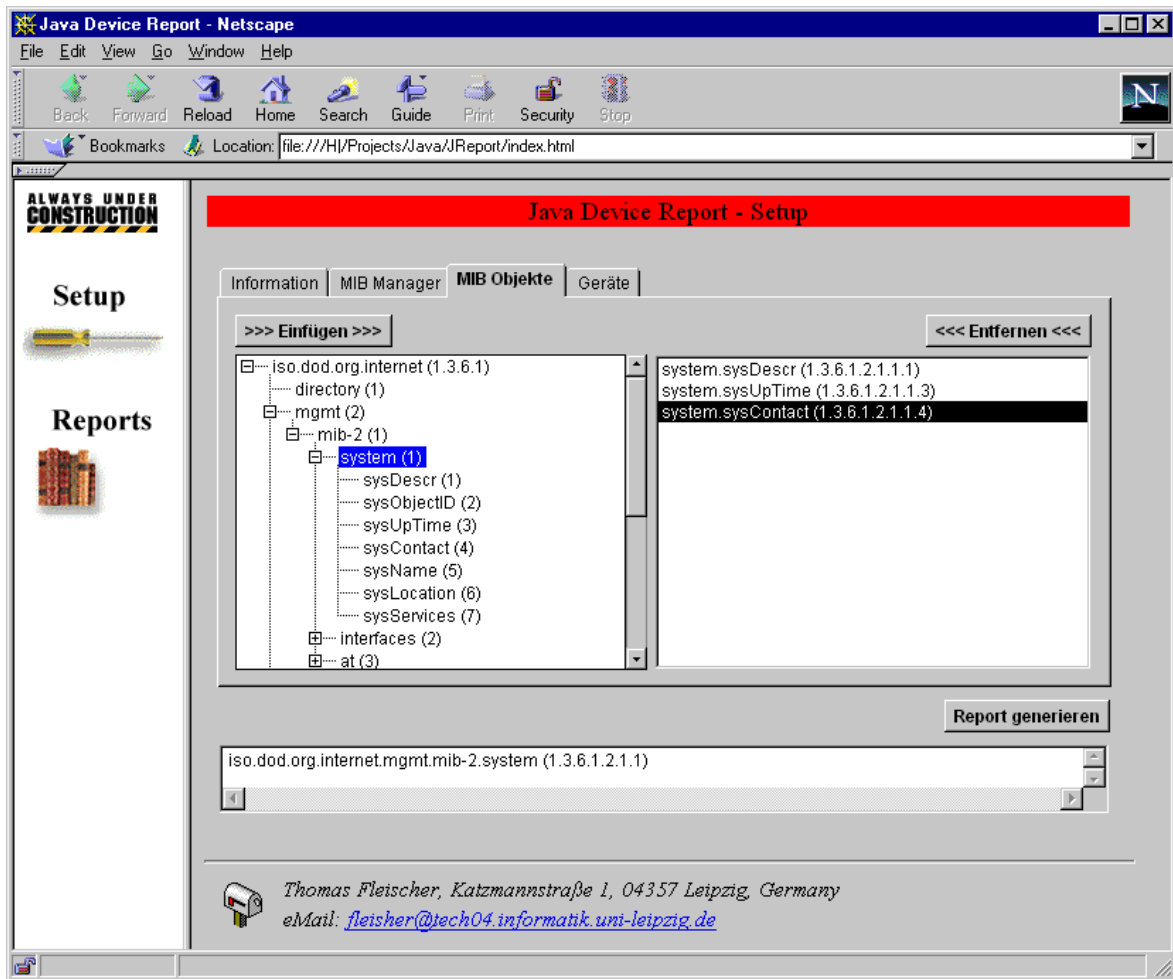 Java Device Report - Netscape
File Edit View Go Window Help
Back Forward Reload Home Search Guide Print Security Stop
N
Bookmarks Location: file:///H|/Projects/Java/JReport/index.html
ALWAYS UNDER
CONSTRUCTION
Java Device Report - Setup
Setup
Reports
Information MIB Manager MIB Objekte Geräte
>>> Einfügen >>> <<< Entfernen <<<
iso.dod.org.internet (1.3.6.1)
directory (1)
mgmt (2)
mib-2 (1)
system (1)
sysDescr (1)
sysObjectID (2)
sysUpTime (3)
sysContact (4)
sysName (5)
sysLocation (6)
sysServices (7)
interfaces (2)
at (3)
system.sysDescr (1.3.6.1.2.1.1.1)
system.sysUpTime (1.3.6.1.2.1.1.3)
system.sysContact (1.3.6.1.2.1.1.4)
Report generieren
iso.dod.org.internet.mgmt.mib-2.system (1.3.6.1.2.1.1)
Thomas Fleischer, Katzmannstraße 1, 04357 Leipzig, Germany
eMail: fleisher@tech04.informatik.uni-leipzig.de